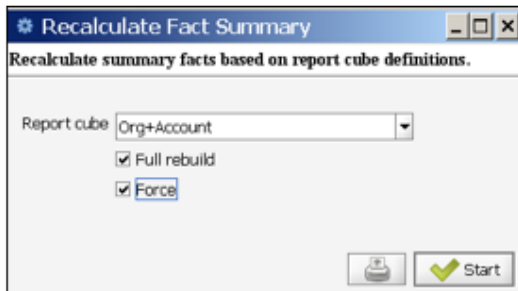 Recalculate Fact Summary
Recalculate summary facts based on report cube definitions.
Report cube Org+Account
Full rebuild
Force
Start